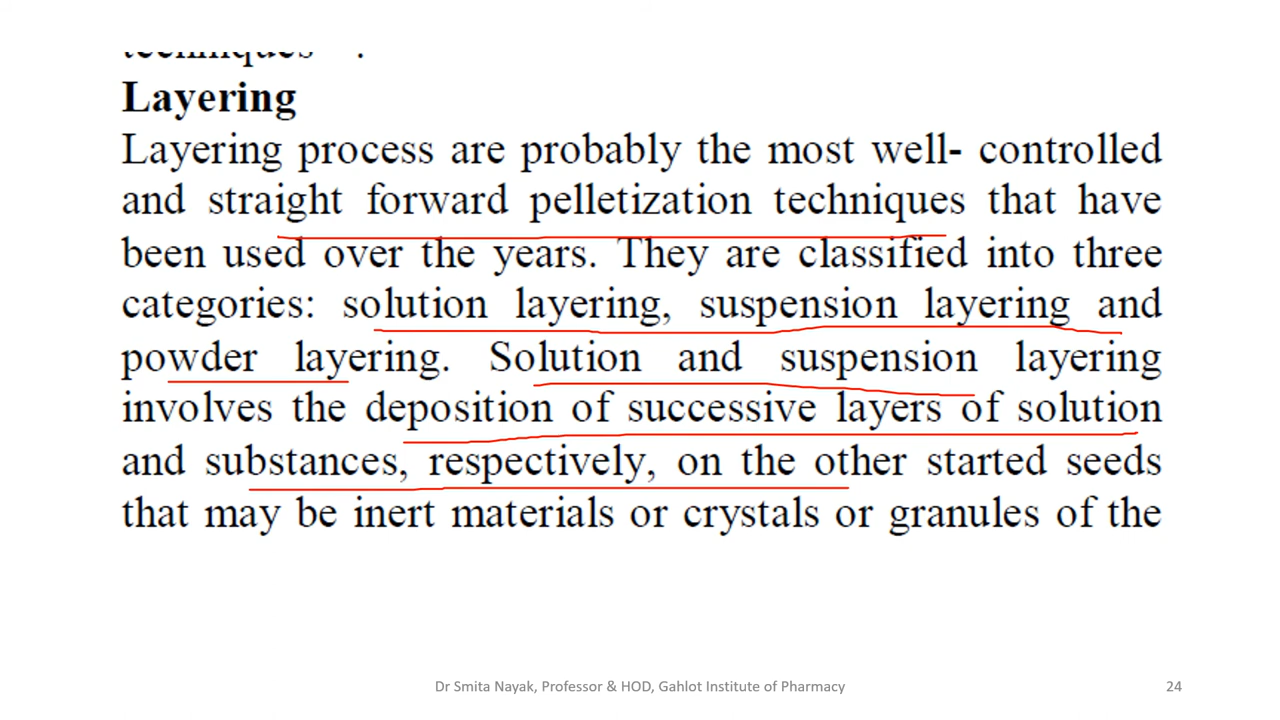 techniques .
Layering
Layering process are probably the most well- controlled
and straight forward pelletization techniques that have
been used over the years. They are classified into three
categories: solution layering, suspension layering and
powder layering. Solution and suspension layering
involves the deposition of successive layers of solution
and substances, respectively, on the other started seeds
that may be inert materials or crystals or granules of the
Dr Smita Nayak, Professor & HOD, Gahlot Institute of Pharmacy
24